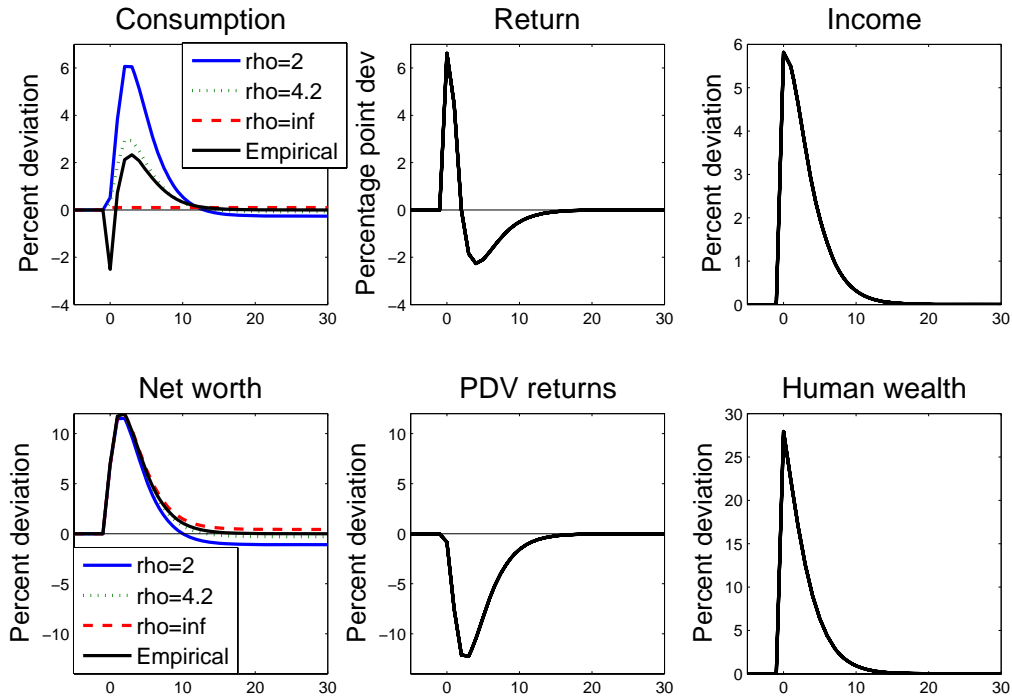 Consumption
Percent deviation
6
4
2
0
−2
−4
0 10 20 30
rho=2
rho=4.2
rho=inf
Empirical
Return
Percentage point dev
6
4
2
0
−2
−4
0 10 20 30
Income
Percent deviation
6
5
4
3
2
1
0
0 10 20 30
Net worth
Percent deviation
10
5
0
−5
−10
0 10 20 30
rho=2
rho=4.2
rho=inf
Empirical
PDV returns
Percent deviation
10
5
0
−5
−10
0 10 20 30
Human wealth
Percent deviation
30
25
20
15
10
5
0
0 10 20 30